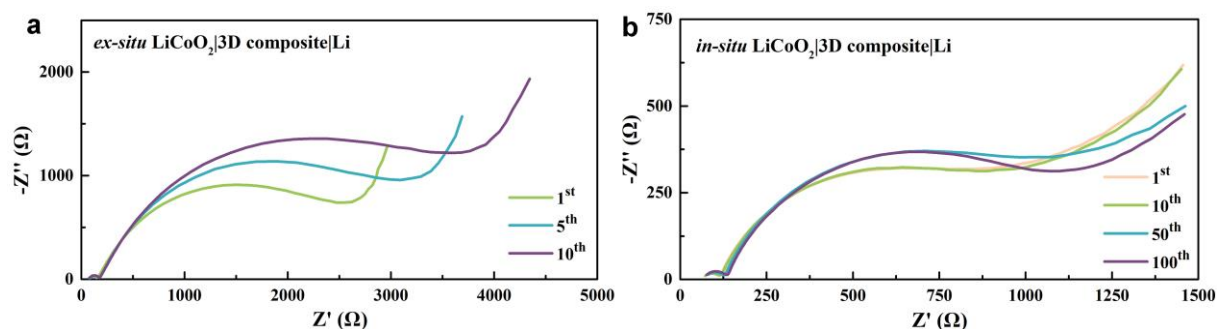 a
ex-situ LiCoO₂|3D composite|Li
-Z'' (Ω)
2000
1000
0
1ˢᵗ
5ᵗʰ
10ᵗʰ
0 1000 2000 3000 4000 5000
Z' (Ω)
b
in-situ LiCoO₂|3D composite|Li
-Z'' (Ω)
750
500
250
0
1ˢᵗ
10ᵗʰ
50ᵗʰ
100ᵗʰ
0 250 500 750 1000 1250 1500
Z' (Ω)